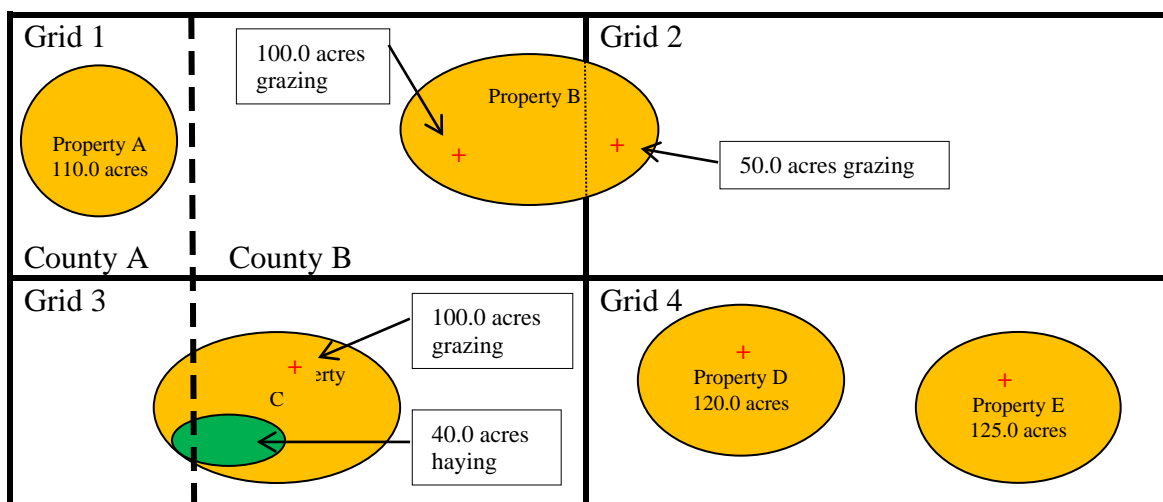 Grid 1
Grid 2
100.0 acres
grazing
Property B
Property A
110.0 acres
50.0 acres grazing
County A
County B
Grid 3
Grid 4
100.0 acres
grazing
erty
C
40.0 acres
haying
Property D
120.0 acres
Property E
125.0 acres